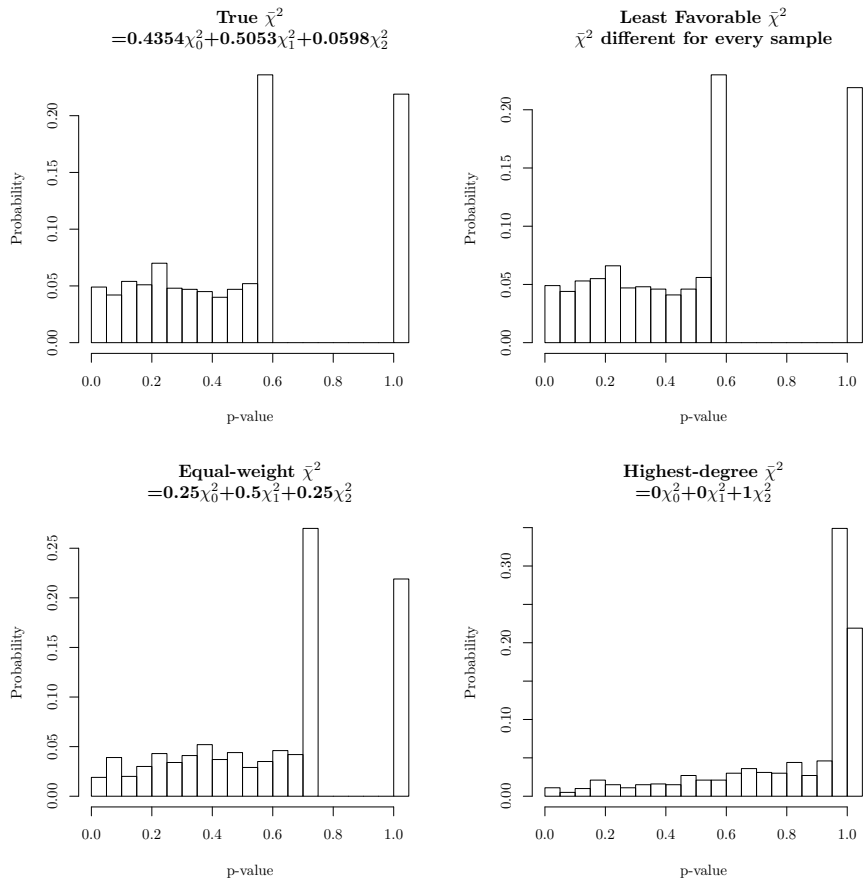 True χ̄²
=0.4354χ₀²+0.5053χ₁²+0.0598χ₂²
Probability
0.00
0.05
0.10
0.15
0.20
0.0 0.2 0.4 0.6 0.8 1.0
p-value
Least Favorable χ̄²
χ̄² different for every sample
Probability
0.00
0.05
0.10
0.15
0.20
0.0 0.2 0.4 0.6 0.8 1.0
p-value
Equal-weight χ̄²
=0.25χ₀²+0.5χ₁²+0.25χ₂²
Probability
0.00
0.05
0.10
0.15
0.20
0.25
0.0 0.2 0.4 0.6 0.8 1.0
p-value
Highest-degree χ̄²
=0χ₀²+0χ₁²+1χ₂²
Probability
0.00
0.10
0.20
0.30
0.0 0.2 0.4 0.6 0.8 1.0
p-value